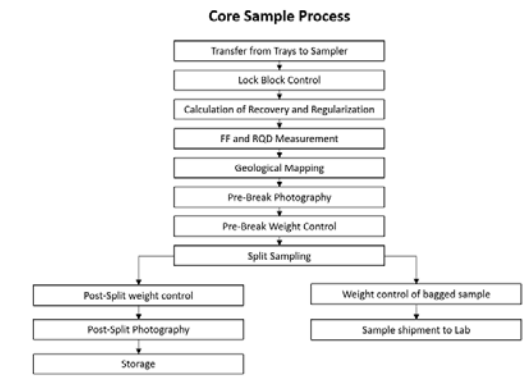 Core Sample Process
Transfer from Trays to Sampler
Lock Block Control
Calculation of Recovery and Regularization
FF and RQD Measurement
Geological Mapping
Pre-Break Photography
Pre-Break Weight Control
Split Sampling
Post-Split weight control
Weight control of bagged sample
Post-Split Photography
Sample shipment to Lab
Storage